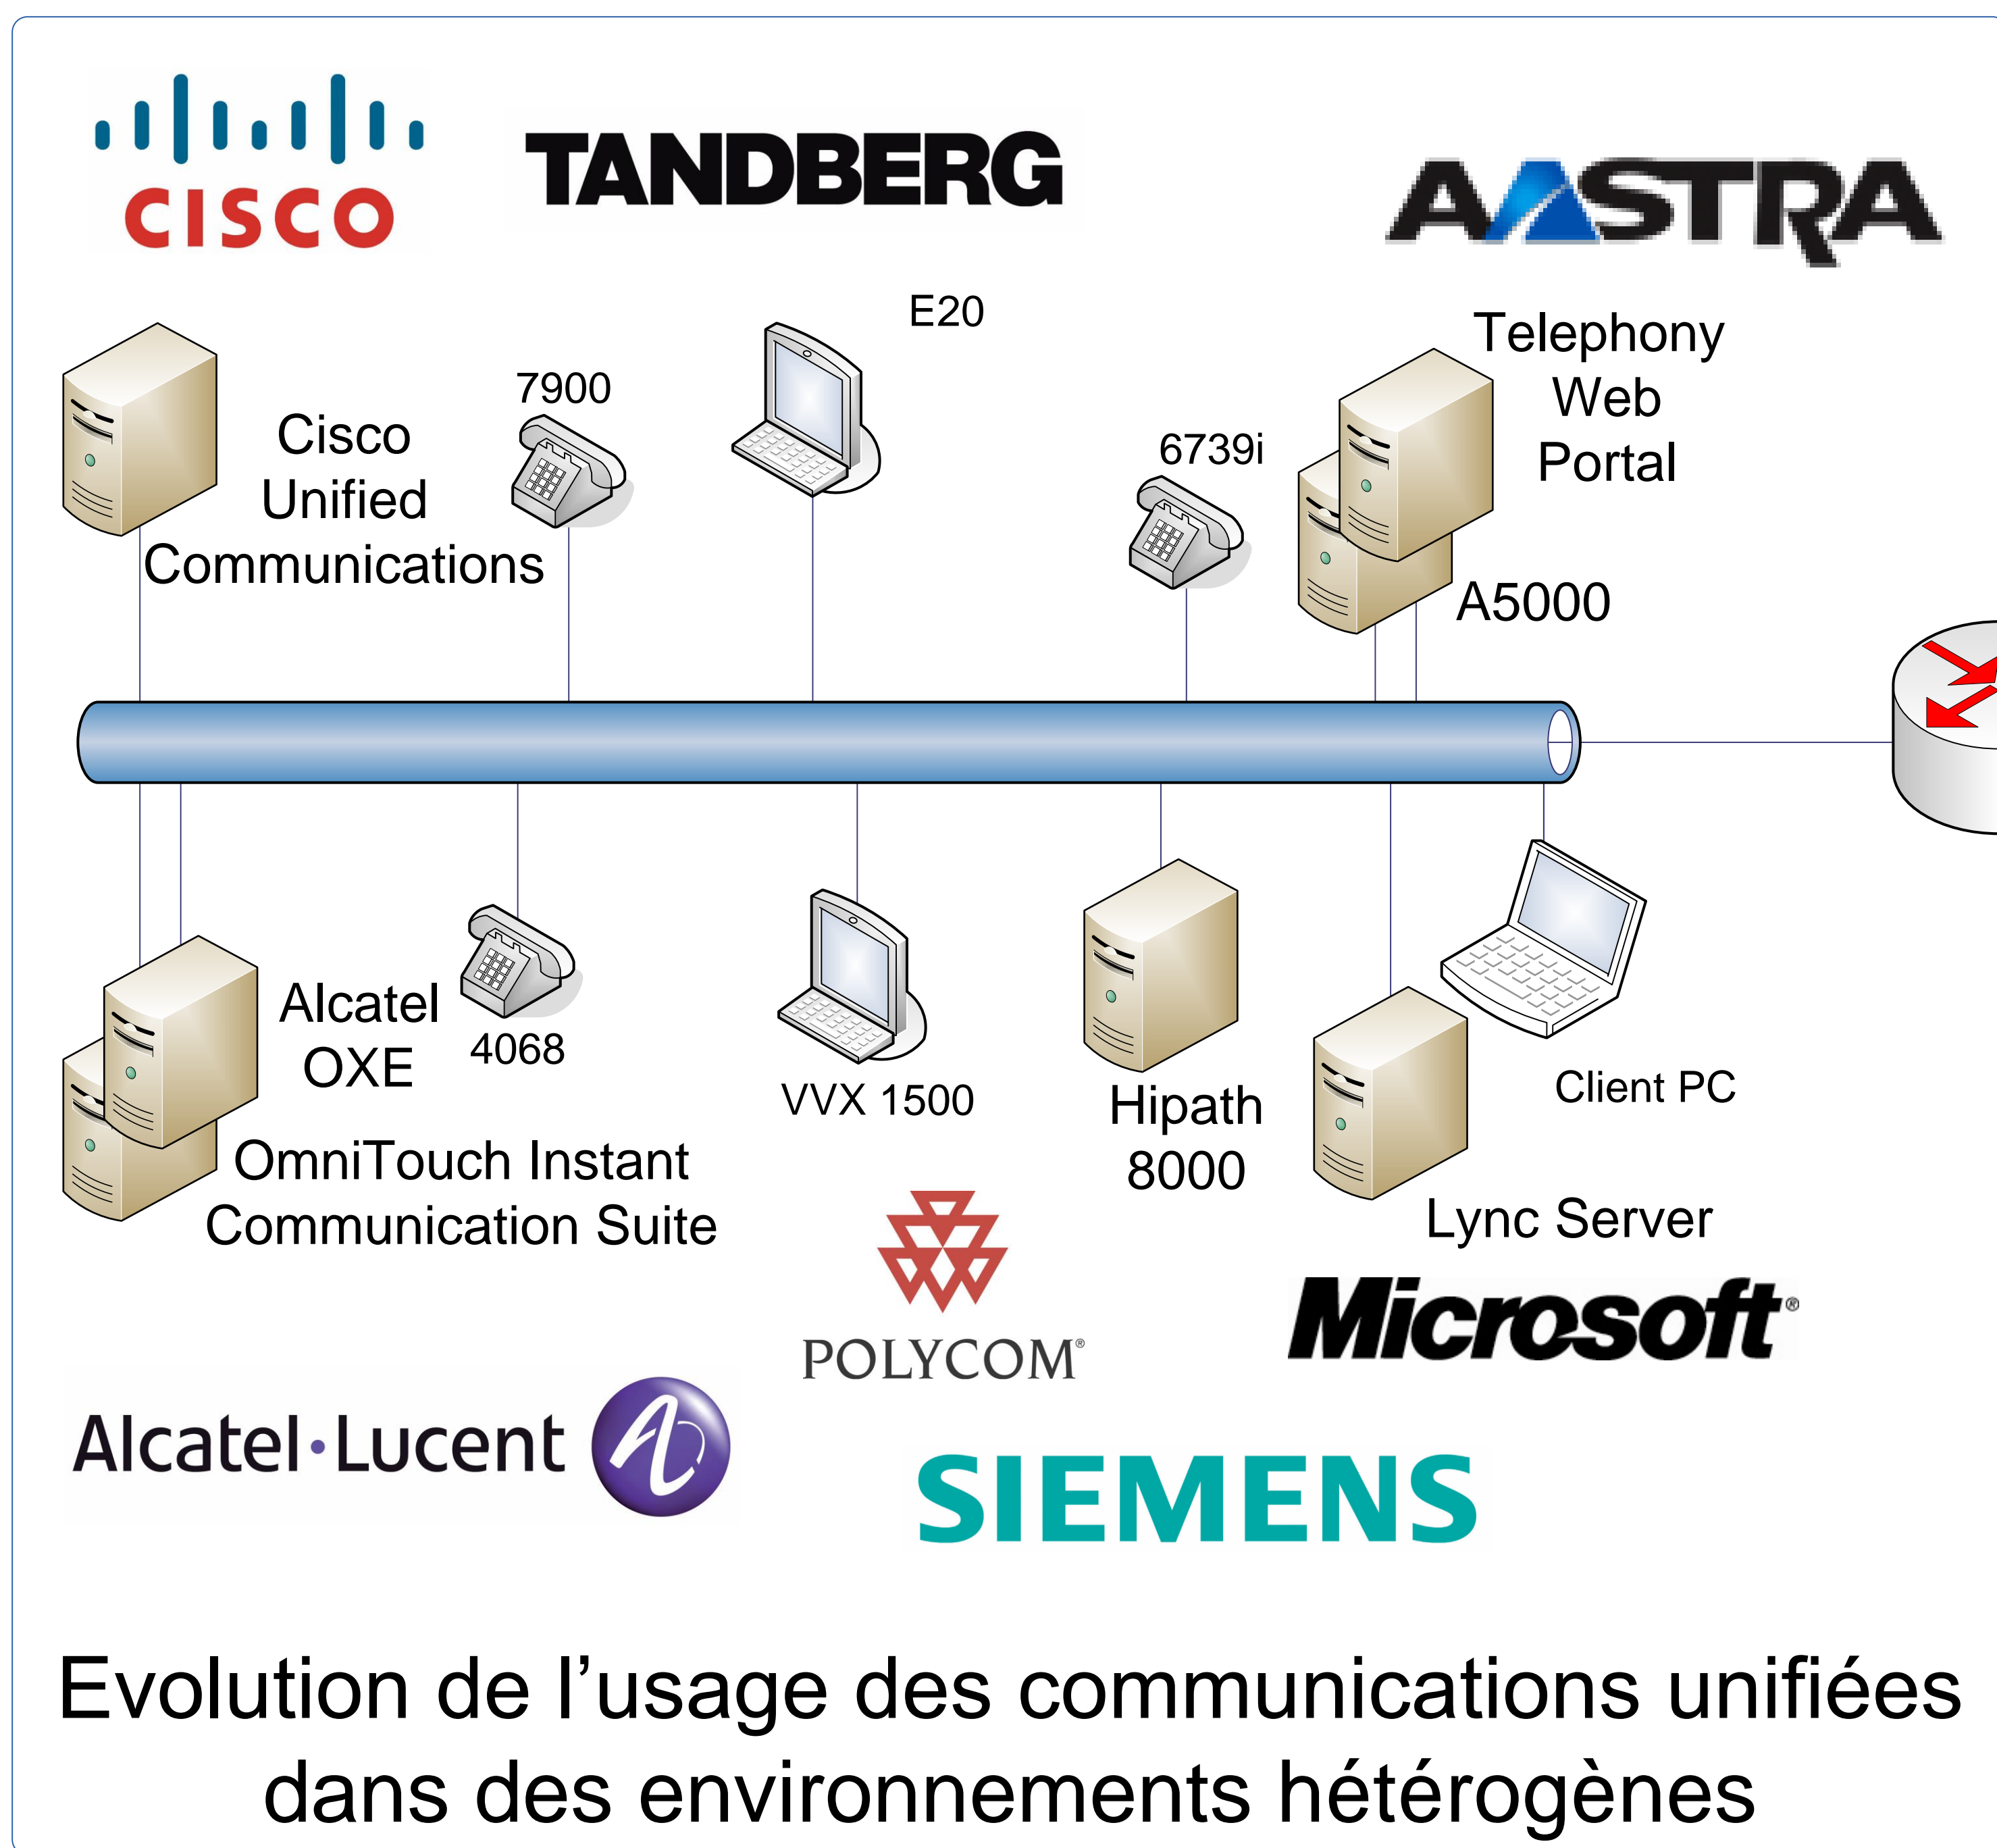 CISCO
TANDBERG
AASTRA
E20
Telephony
Web
Portal
7900
Cisco
Unified
Communications
6739i
A5000
Alcatel
OXE
4068
VVX 1500
Hipath
8000
Client PC
OmniTouch Instant
Communication Suite
Lync Server
POLYCOM®
Microsoft®
Alcatel·Lucent
SIEMENS
Evolution de l’usage des communications unifiées
dans des environnements hétérogènes